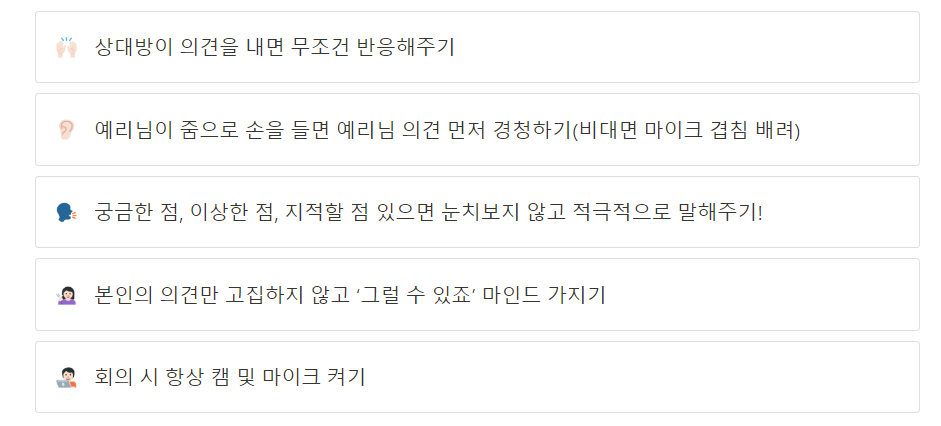 상대방이 의견을 내면 무조건 반응해주기
예리님이 줌으로 손을 들면 예리님 의견 먼저 경청하기(비대면 마이크 겹침 배려)
궁금한 점, 이상한 점, 지적할 점 있으면 눈치보지 않고 적극적으로 말해주기!
본인의 의견만 고집하지 않고 ‘그럴 수 있죠’ 마인드 가지기
회의 시 항상 캠 및 마이크 켜기